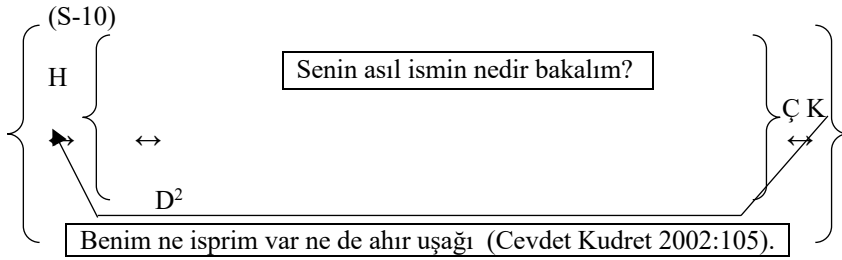 (S-10)
Senin asıl ismin nedir bakalım?
H
Ç K
D²
Benim ne isprim var ne de ahır uşağı (Cevdet Kudret 2002:105).